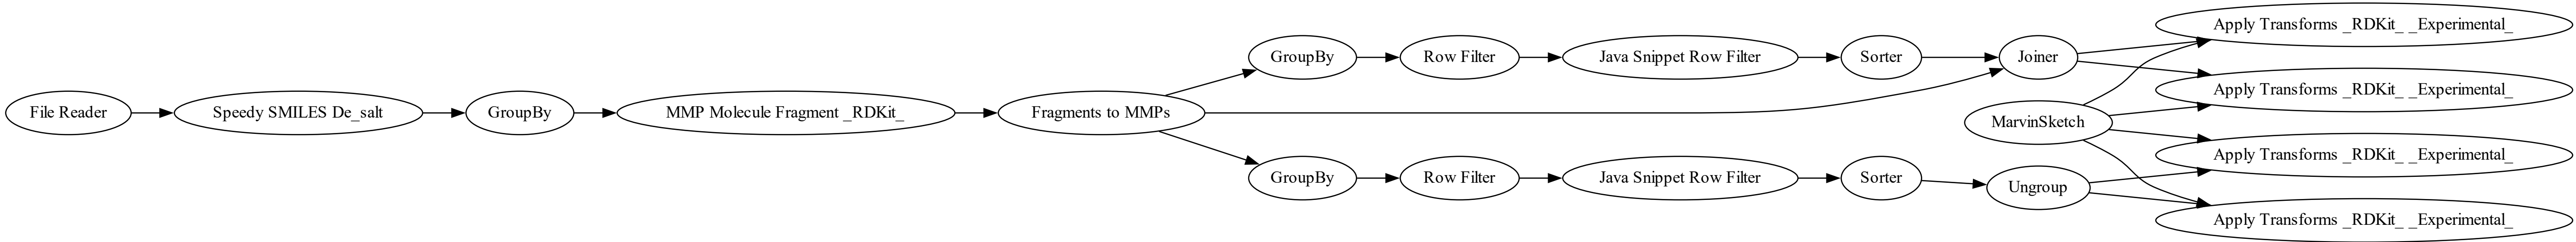 File Reader
Speedy SMILES De_salt
GroupBy
MMP Molecule Fragment _RDKit_
Fragments to MMPs
GroupBy
Row Filter
Java Snippet Row Filter
Sorter
Joiner
GroupBy
Row Filter
Java Snippet Row Filter
Sorter
Ungroup
MarvinSketch
Apply Transforms _RDKit_ _Experimental_
Apply Transforms _RDKit_ _Experimental_
Apply Transforms _RDKit_ _Experimental_
Apply Transforms _RDKit_ _Experimental_